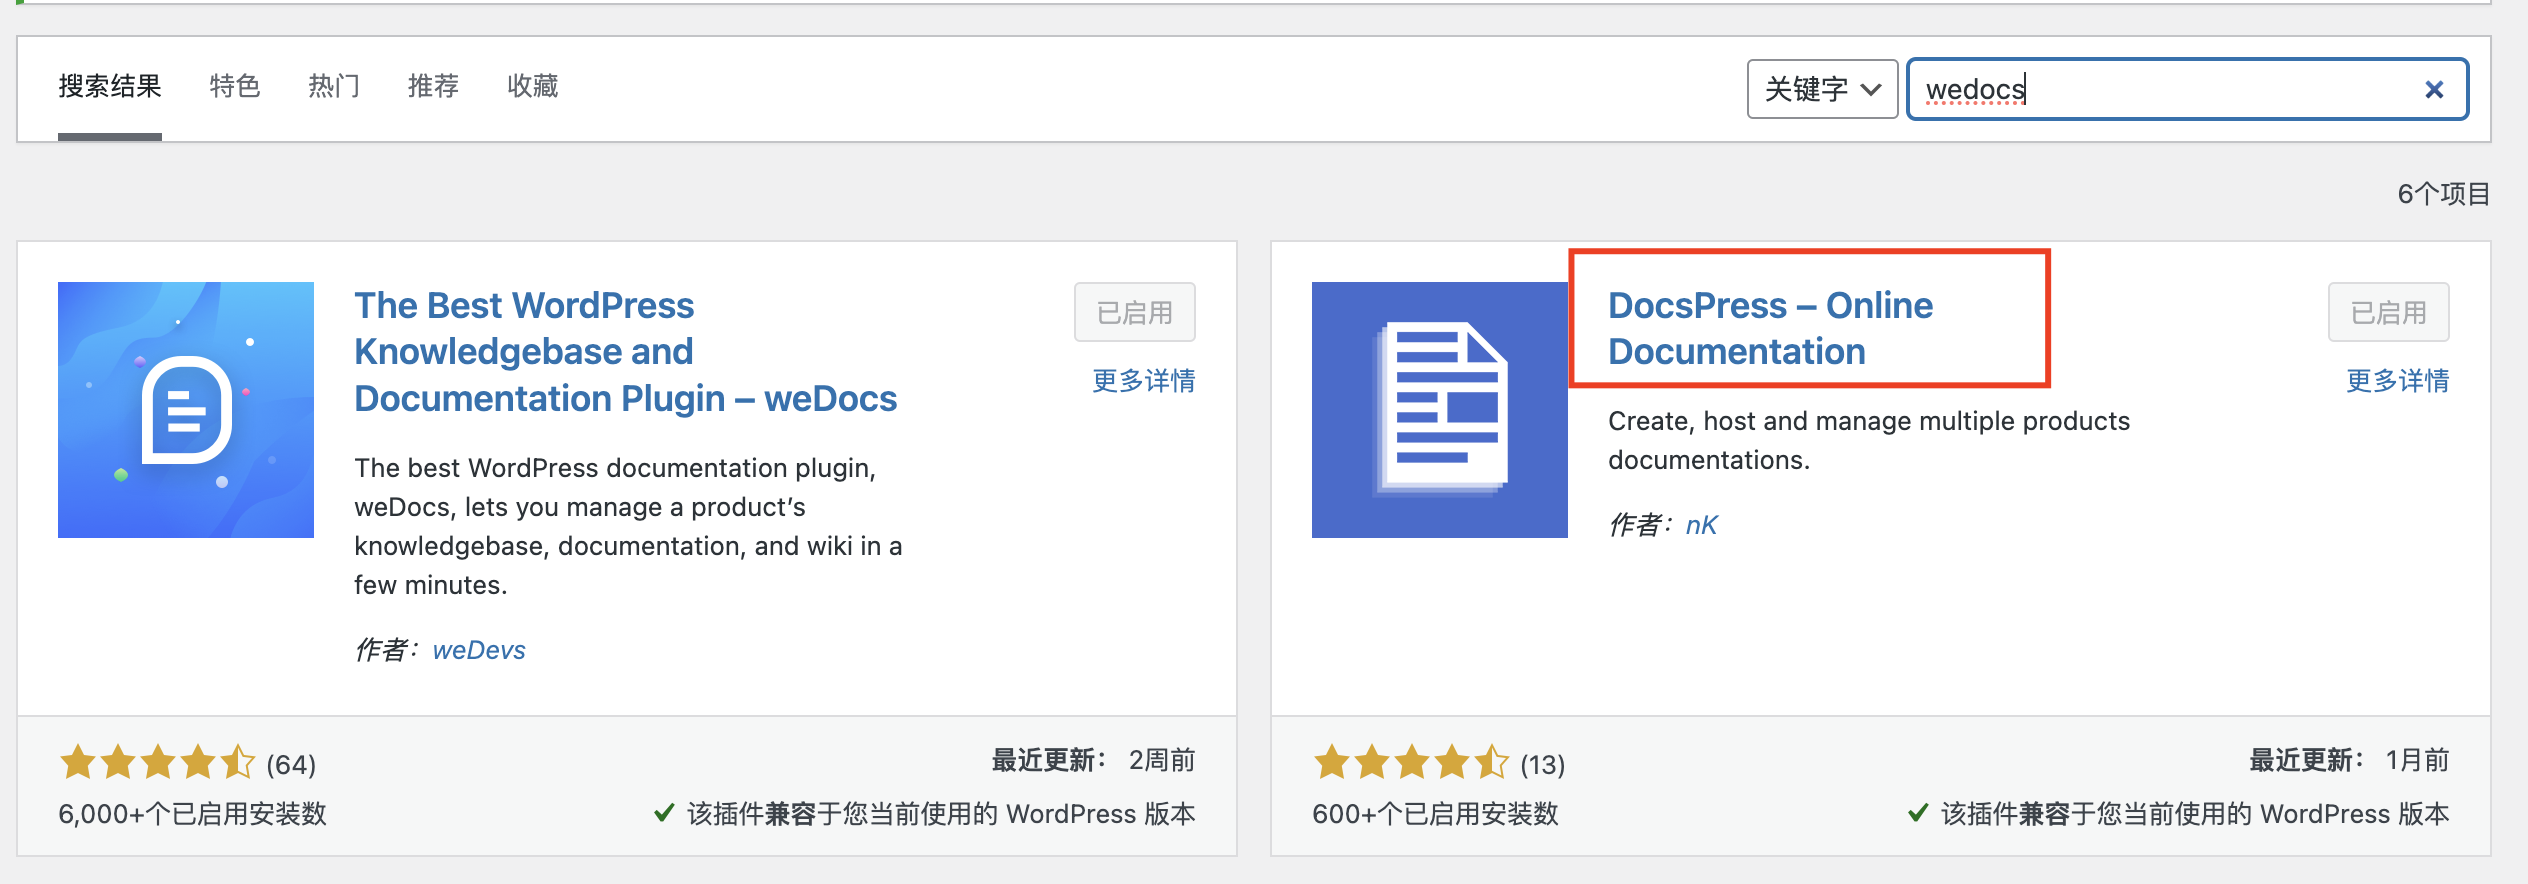 搜索结果 特色 热门 推荐 收藏 关键字 wedocs
6个项目
The Best WordPress
Knowledgebase and
Documentation Plugin – weDocs
已启用
更多详情
The best WordPress documentation plugin,
weDocs, lets you manage a product's
knowledgebase, documentation, and wiki in a
few minutes.
作者：weDevs
(64)
最近更新： 2周前
6,000+个已启用安装数
该插件兼容于您当前使用的 WordPress 版本
DocsPress – Online
Documentation
已启用
更多详情
Create, host and manage multiple products
documentations.
作者：nK
(13)
最近更新： 1月前
600+个已启用安装数
该插件兼容于您当前使用的 WordPress 版本